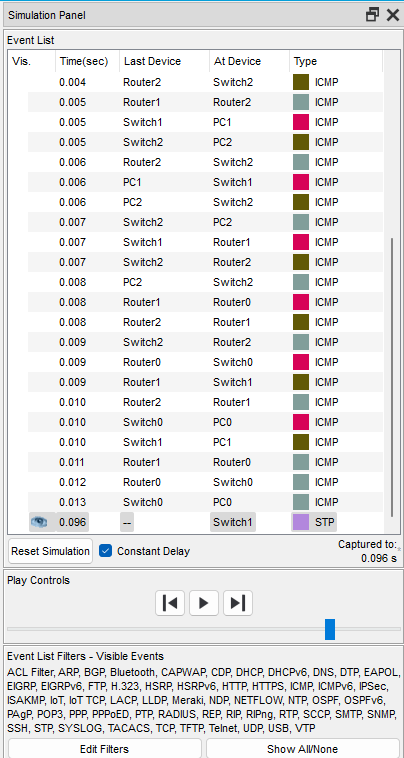 Simulation Panel
Event List
Vis. Time(sec) Last Device At Device Type
0.004 Router2 Switch2 ICMP
0.005 Router1 Router2 ICMP
0.005 Switch1 PC1 ICMP
0.005 Switch2 PC2 ICMP
0.006 Router2 Switch2 ICMP
0.006 PC1 Switch1 ICMP
0.006 PC2 Switch2 ICMP
0.007 Switch2 PC2 ICMP
0.007 Switch1 Router1 ICMP
0.007 Switch2 Router2 ICMP
0.008 PC2 Switch2 ICMP
0.008 Router1 Router0 ICMP
0.008 Router2 Router1 ICMP
0.009 Switch2 Router2 ICMP
0.009 Router0 Switch0 ICMP
0.009 Router1 Switch1 ICMP
0.010 Router2 Router1 ICMP
0.010 Switch0 PC0 ICMP
0.010 Switch1 PC1 ICMP
0.011 Router1 Router0 ICMP
0.012 Router0 Switch0 ICMP
0.013 Switch0 PC0 ICMP
0.096 -- Switch1 STP
Reset Simulation Constant Delay Captured to:
0.096 s
Play Controls
Event List Filters - Visible Events
ACL Filter, ARP, BGP, Bluetooth, CAPWAP, CDP, DHCP, DHCPv6, DNS, DTP, EAPOL,
EIGRP, EIGRPv6, FTP, H.323, HSRP, HSRPv6, HTTP, HTTPS, ICMP, ICMPv6, IPSec,
ISAKMP, IoT, IoT TCP, LACP, LLDP, Meraki, NDP, NETFLOW, NTP, OSPF, OSPFv6,
PAgP, POP3, PPP, PPPoED, PTP, RADIUS, REP, RIP, RIPng, RTP, SCCP, SMTP, SNMP,
SSH, STP, SYSLOG, TACACS, TCP, TFTP, Telnet, UDP, USB, VTP
Edit Filters Show All/None